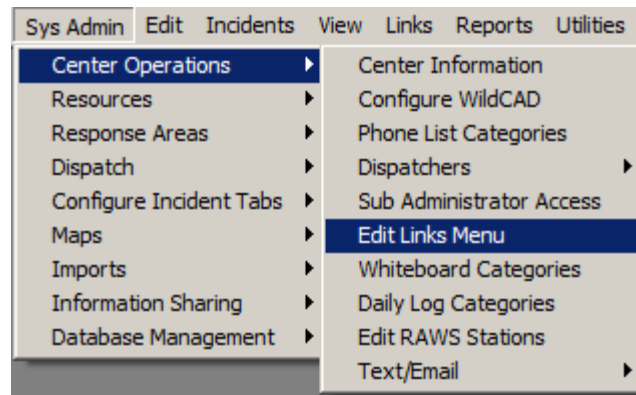 Sys Admin Edit Incidents View Links Reports Utilities
Center Operations
Resources
Response Areas
Dispatch
Configure Incident Tabs
Maps
Imports
Information Sharing
Database Management
Center Information
Configure WildCAD
Phone List Categories
Dispatchers
Sub Administrator Access
Edit Links Menu
Whiteboard Categories
Daily Log Categories
Edit RAWS Stations
Text/Email